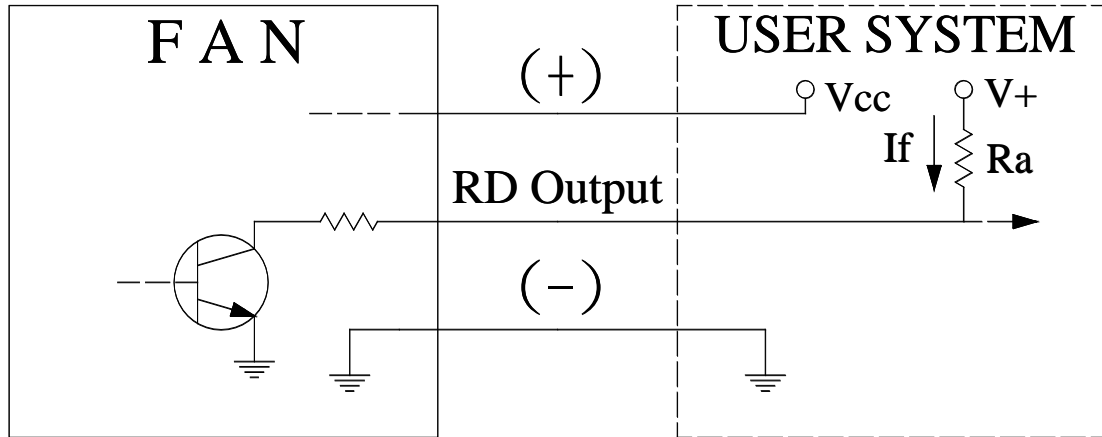 F A N
USER SYSTEM
(+)
Vcc
V+
If
Ra
RD Output
(-)